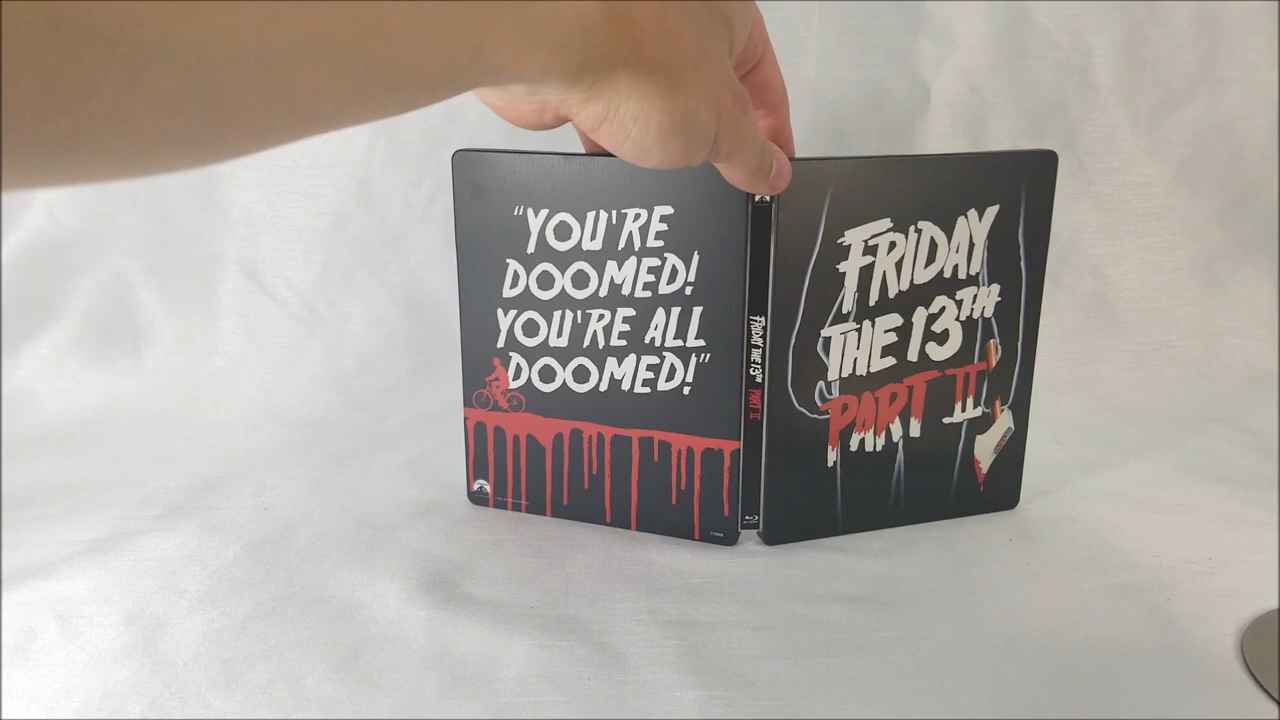 “YOU'RE
DOOMED!
YOU'RE ALL
DOOMED!”
FRIDAY THE 13TH PART II
FRIDAY
THE 13TH
PART II